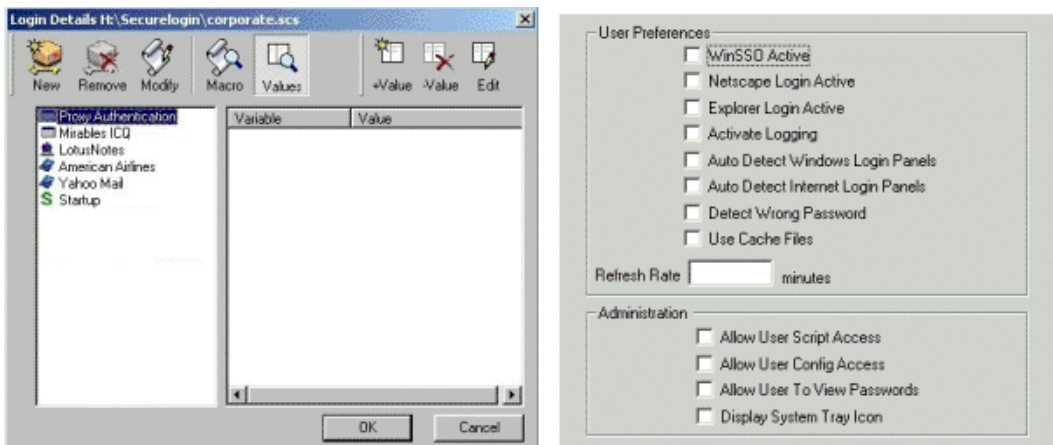 Login Details H:\Securelogin\corporate.scs
New Remove Modify Macro Values +Value -Value Edit
Proxy Authentication
Mirables ICQ
LotusNotes
American Airlines
Yahoo Mail
Startup
Variable Value
OK Cancel
User Preferences
WinSSO Active
Netscape Login Active
Explorer Login Active
Activate Logging
Auto Detect Windows Login Panels
Auto Detect Internet Login Panels
Detect Wrong Password
Use Cache Files
Refresh Rate minutes
Administration
Allow User Script Access
Allow User Config Access
Allow User To View Passwords
Display System Tray Icon